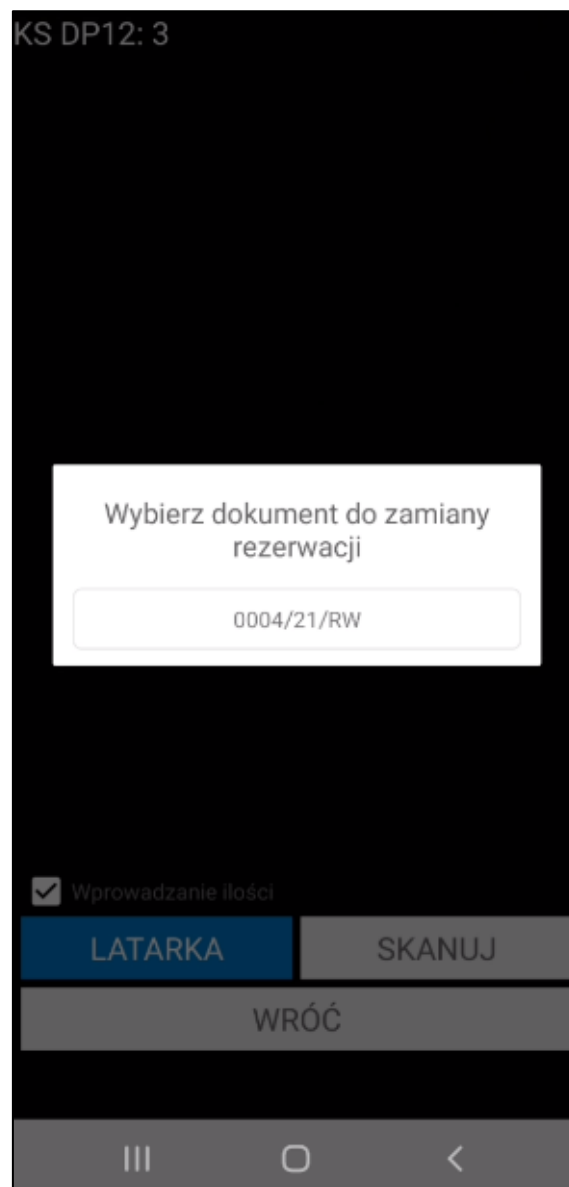 KS DP12: 3
Wybierz dokument do zamiany
rezerwacji
0004/21/RW
Wprowadzanie ilości
LATARKA
SKANUJ
WRÓĆ